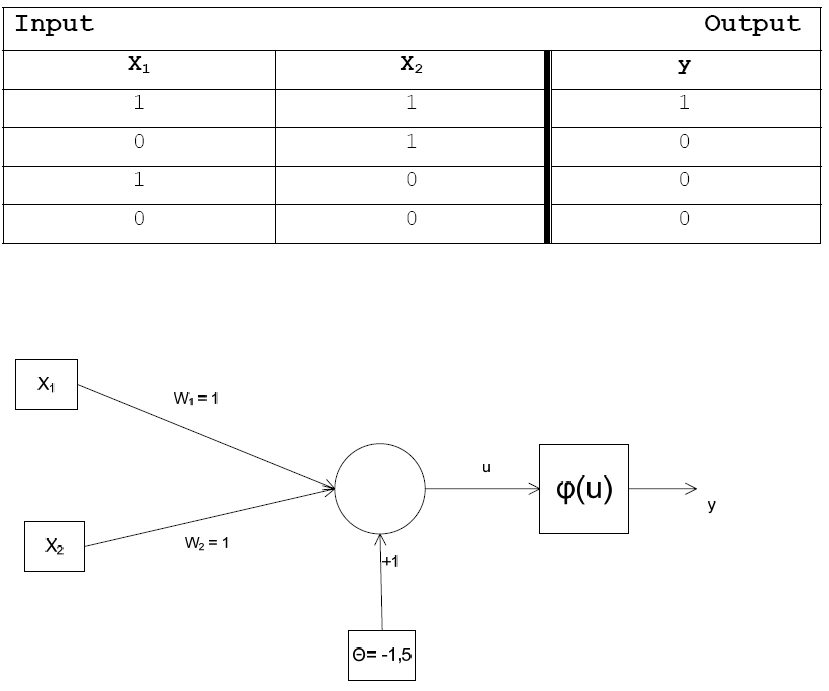 Input Output
X₁ X₂ y
1 1 1
0 1 0
1 0 0
0 0 0
X₁
W₁ = 1
u
φ(u)
y
X₂
W₂ = 1
+1
Θ= -1,5